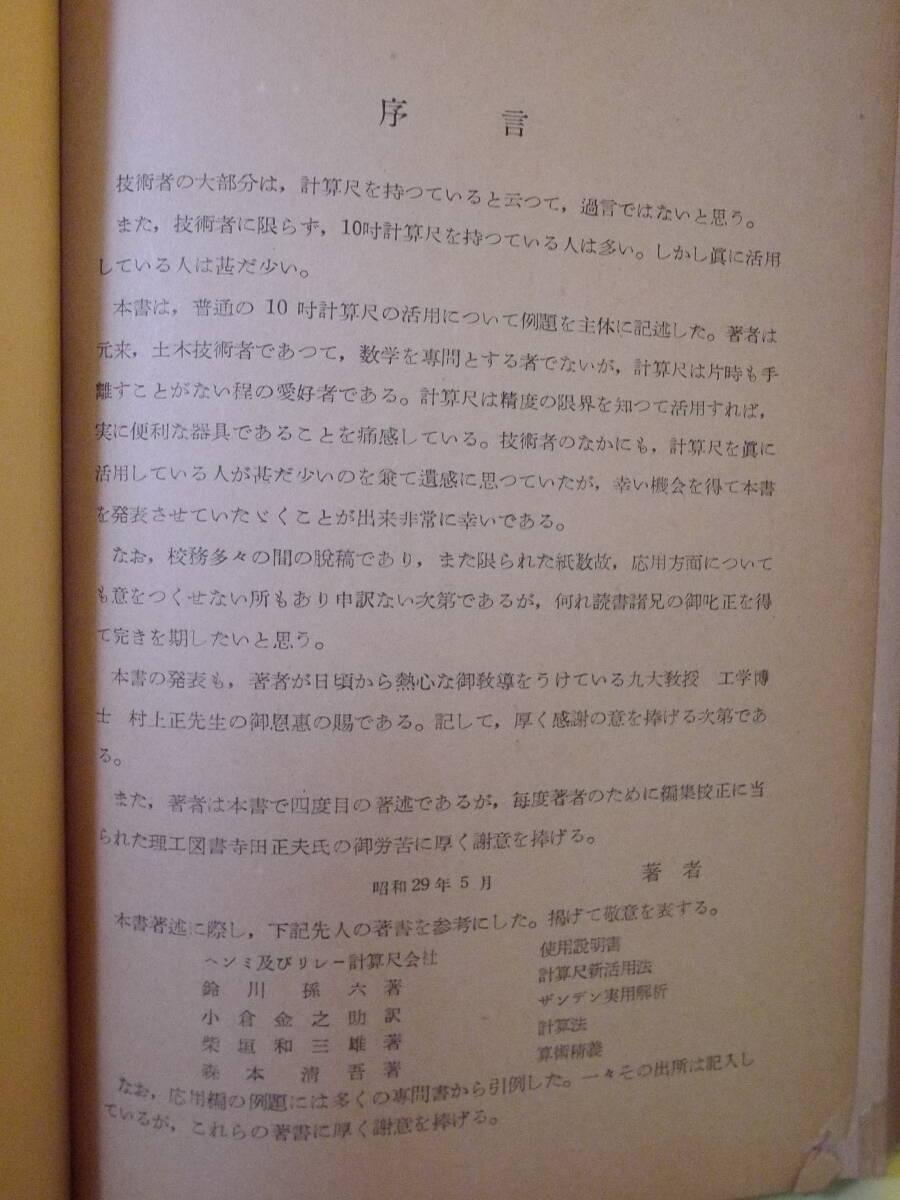 序言
技術者の大部分は，計算尺を持つていると云つて，過言ではないと思う。
また，技術者に限らず，10吋計算尺を持つている人は多い。しかし眞に活用
している人は甚だ少い。
本書は，普通の 10 吋計算尺の活用について例題を主体に記述した。著者は
元来，土木技術者であつて，数学を専問とする者でないが，計算尺は片時も手
離すことがない程の愛好者である。計算尺は精度の限界を知つて活用すれば，
実に便利な器具であることを痛感している。技術者のなかにも，計算尺を眞に
活用している人が甚だ少いのを兼て遺感に思つていたが，幸い機会を得て本書
を発表させていたゞくことが出来非常に幸いである。
なお，校務多々の間の脱稿であり，また限られた紙数故，応用方面について
も意をつくせない所もあり申訳ない次第であるが，何れ読書諸兄の御叱正を得
て完きを期したいと思う。
本書の発表も，著者が日頃から熱心な御教導をうけている九大教授　工学博
士　村上正先生の御恩恵の賜である。記して，厚く感謝の意を捧げる次第であ
る。
また，著者は本書で四度目の著述であるが，毎度著者のために編集校正に当
られた理工図書寺田正夫氏の御労苦に厚く謝意を捧げる。
昭和29年5月　著者
本書著述に際し，下記先人の著書を参考にした。掲げて敬意を表する。
ヘンミ及びリレー計算尺会社　使用説明書
鈴川孫六著　計算尺新活用法
小倉金之助訳　ザンデン実用解析
柴垣和三雄著　計算法
森本清吾著　算術精義
なお，応用編の例題には多くの専問書から引例した。一々その出所は記入し
ているが，これらの著書に厚く謝意を捧げる。